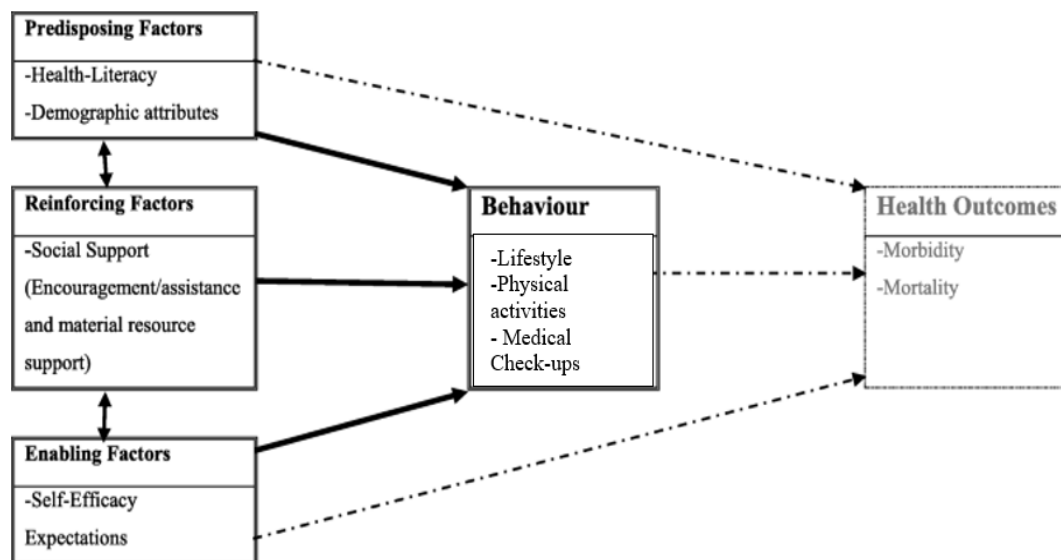 Predisposing Factors
-Health-Literacy
-Demographic attributes
Reinforcing Factors
-Social Support
(Encouragement/assistance
and material resource
support)
Enabling Factors
-Self-Efficacy
Expectations
Behaviour
-Lifestyle
-Physical
activities
- Medical
Check-ups
Health Outcomes
-Morbidity
-Mortality